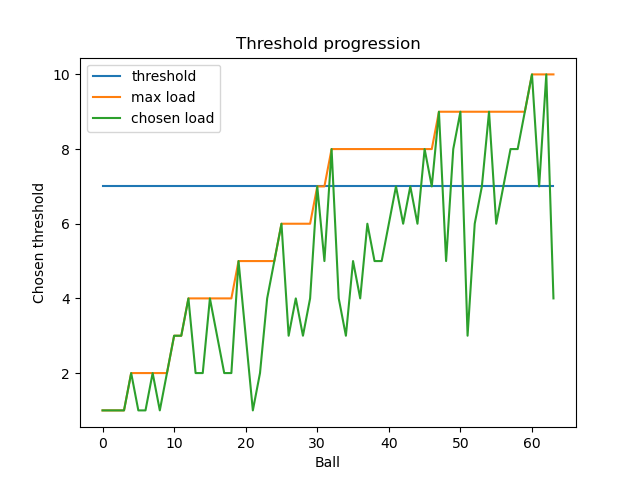 Threshold progression
threshold
max load
chosen load
10
8
6
4
2
Chosen threshold
0 10 20 30 40 50 60
Ball